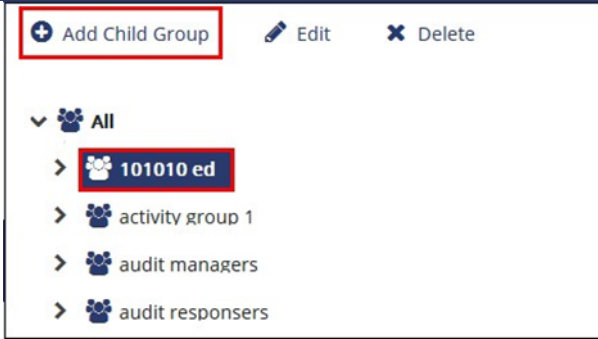 Add Child Group Edit Delete
All
101010 ed
activity group 1
audit managers
audit responsers